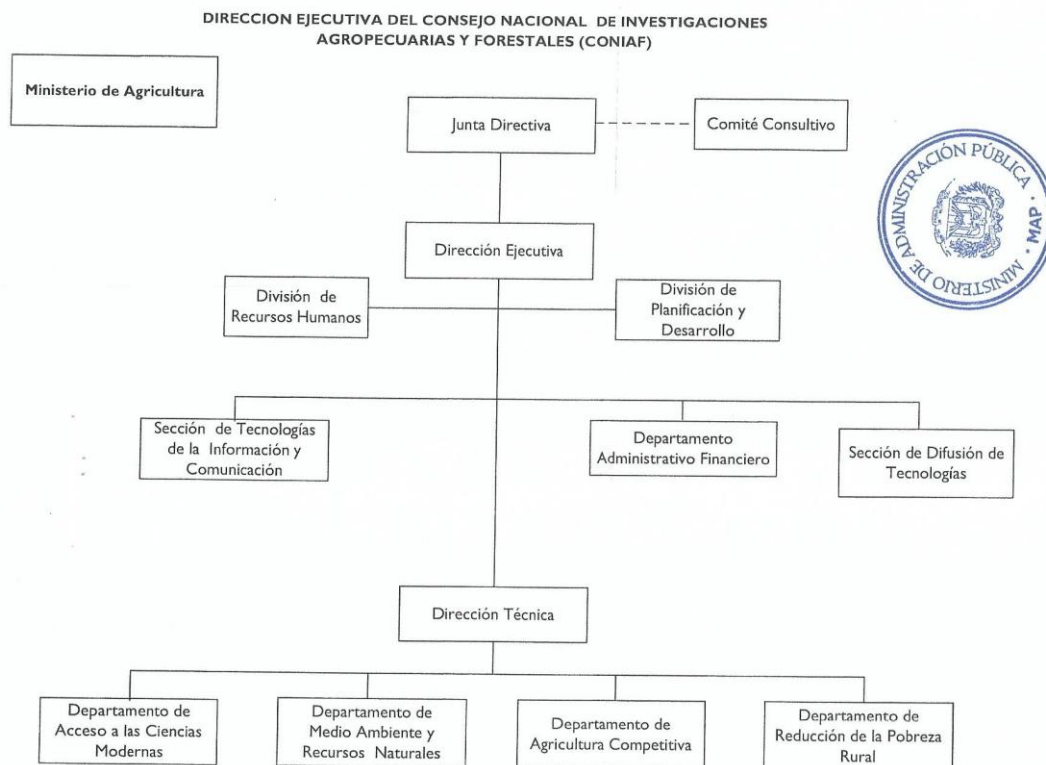 DIRECCION EJECUTIVA DEL CONSEJO NACIONAL DE INVESTIGACIONES
AGROPECUARIAS Y FORESTALES (CONIAF)
Ministerio de Agricultura
Junta Directiva
Comité Consultivo
MINISTERIO DE ADMINISTRACIÓN PÚBLICA
· MAP ·
Dirección Ejecutiva
División de
Recursos Humanos
División de
Planificación y
Desarrollo
Sección de Tecnologías
de la Información y
Comunicación
Departamento
Administrativo Financiero
Sección de Difusión de
Tecnologías
Dirección Técnica
Departamento de
Acceso a las Ciencias
Modernas
Departamento de
Medio Ambiente y
Recursos Naturales
Departamento de
Agricultura Competitiva
Departamento de
Reducción de la Pobreza
Rural